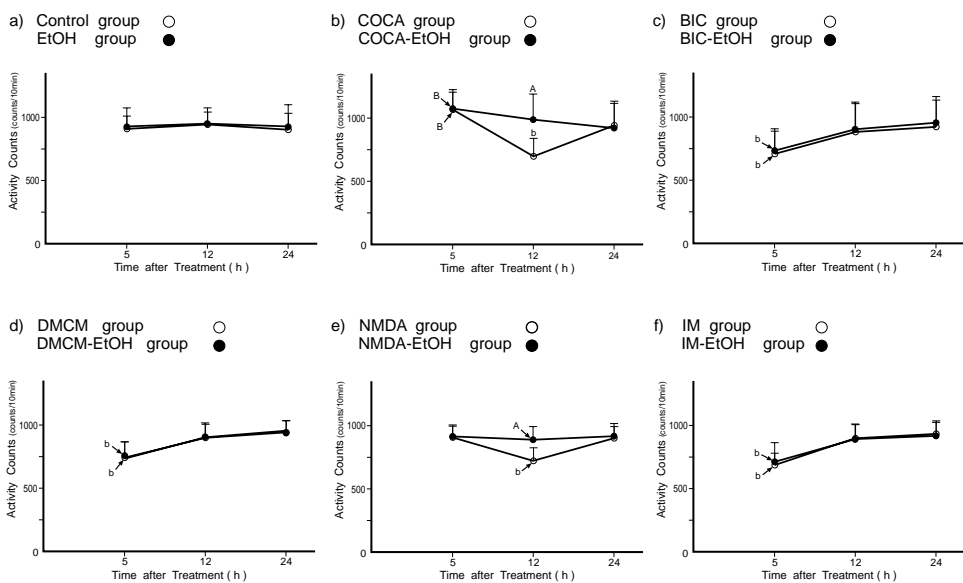 a) Control group ○
EtOH group ●
Activity Counts (counts/10min)
1000
500
0
5 12 24
Time after Treatment ( h )
b) COCA group ○
COCA-EtOH group ●
Activity Counts (counts/10min)
1000
500
0
B
B
A
b
5 12 24
Time after Treatment ( h )
c) BIC group ○
BIC-EtOH group ●
Activity Counts (counts/10min)
1000
500
0
b
b
5 12 24
Time after Treatment ( h )
d) DMCM group ○
DMCM-EtOH group ●
Activity Counts (counts/10min)
1000
500
0
b
b
5 12 24
Time after Treatment ( h )
e) NMDA group ○
NMDA-EtOH group ●
Activity Counts (counts/10min)
1000
500
0
A
b
5 12 24
Time after Treatment ( h )
f) IM group ○
IM-EtOH group ●
Activity Counts (counts/10min)
1000
500
0
b
b
5 12 24
Time after Treatment ( h )